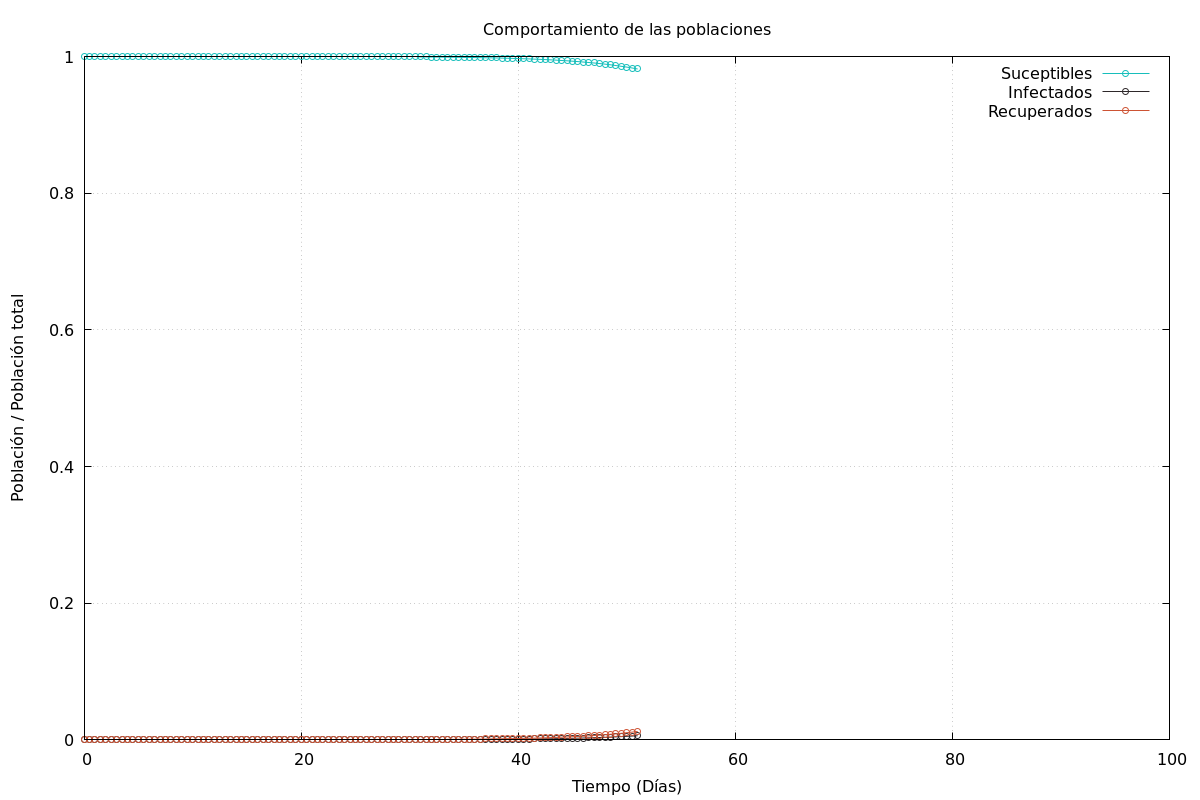 Comportamiento de las poblaciones
Suceptibles
Infectados
Recuperados
1
0.8
0.6
0.4
0.2
0
Población / Población total
0 20 40 60 80 100
Tiempo (Días)